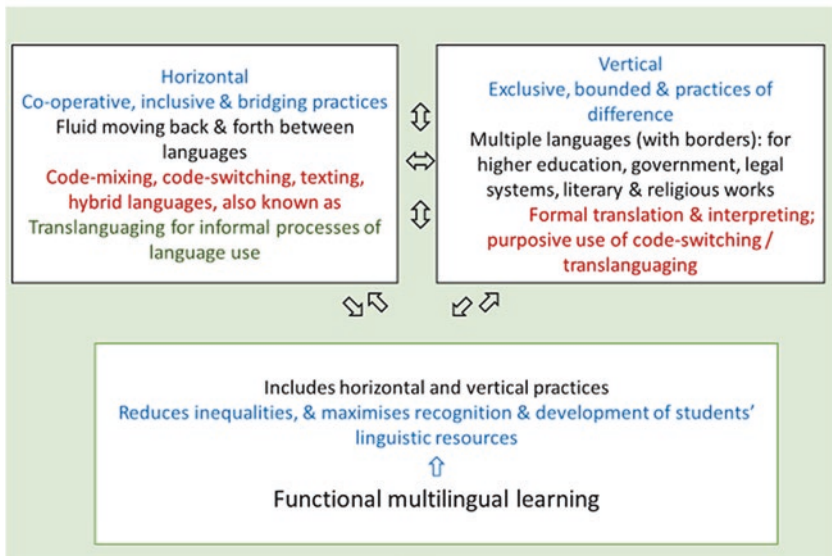 Horizontal
Co-operative, inclusive & bridging practices
Fluid moving back & forth between
languages
Code-mixing, code-switching, texting,
hybrid languages, also known as
Translanguaging for informal processes of
language use
Vertical
Exclusive, bounded & practices of
difference
Multiple languages (with borders): for
higher education, government, legal
systems, literary & religious works
Formal translation & interpreting;
purposive use of code-switching /
translanguaging
Includes horizontal and vertical practices
Reduces inequalities, & maximises recognition & development of students'
linguistic resources
Functional multilingual learning